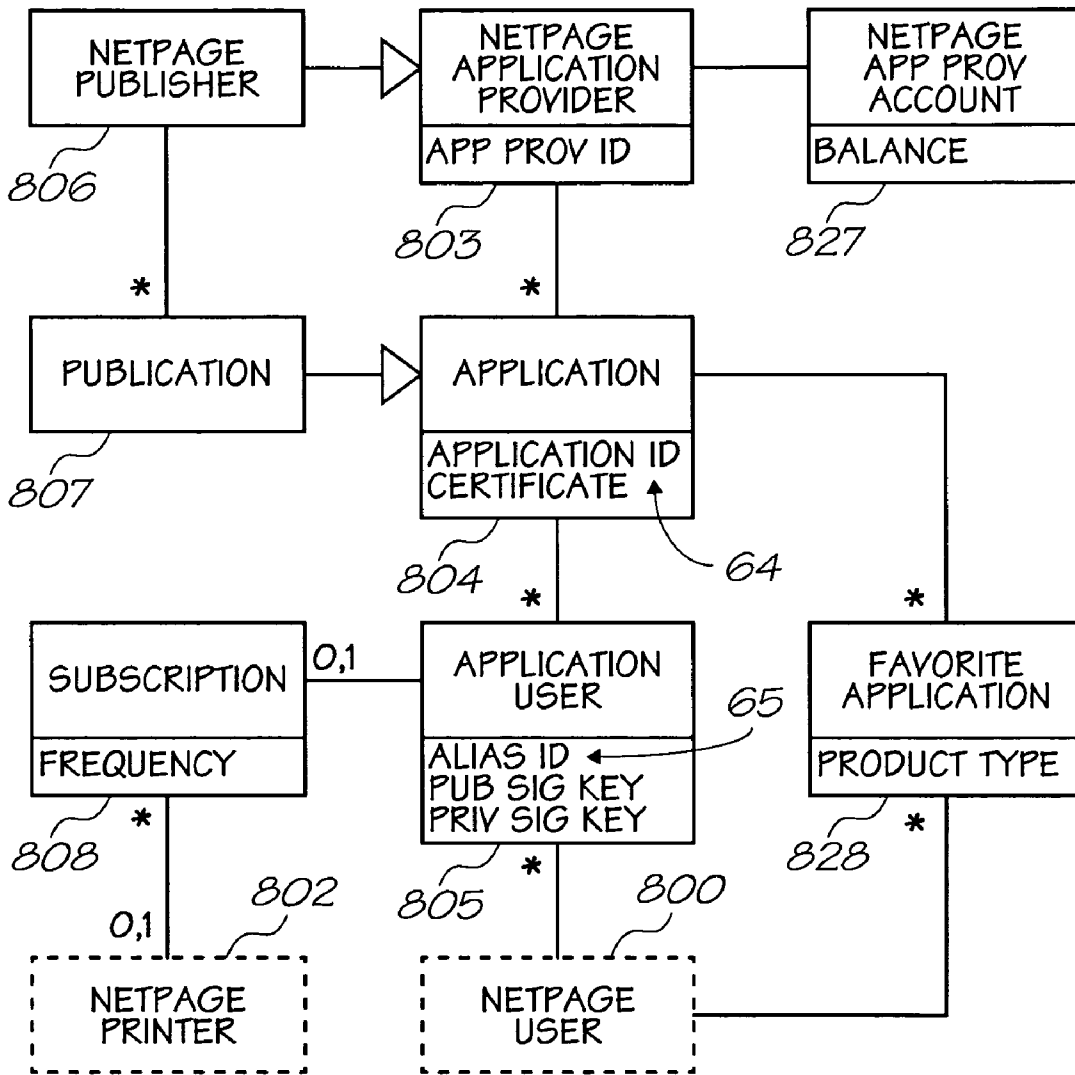 NETPAGE
PUBLISHER
NETPAGE
APPLICATION
PROVIDER
APP PROV ID
NETPAGE
APP PROV
ACCOUNT
BALANCE
806
803
827
*
*
PUBLICATION
APPLICATION
APPLICATION ID
CERTIFICATE
807
804
64
*
*
SUBSCRIPTION
FREQUENCY
0,1
APPLICATION
USER
ALIAS ID
PUB SIG KEY
PRIV SIG KEY
65
FAVORITE
APPLICATION
PRODUCT TYPE
808
*
805
*
828
*
802
800
0,1
NETPAGE
PRINTER
NETPAGE
USER